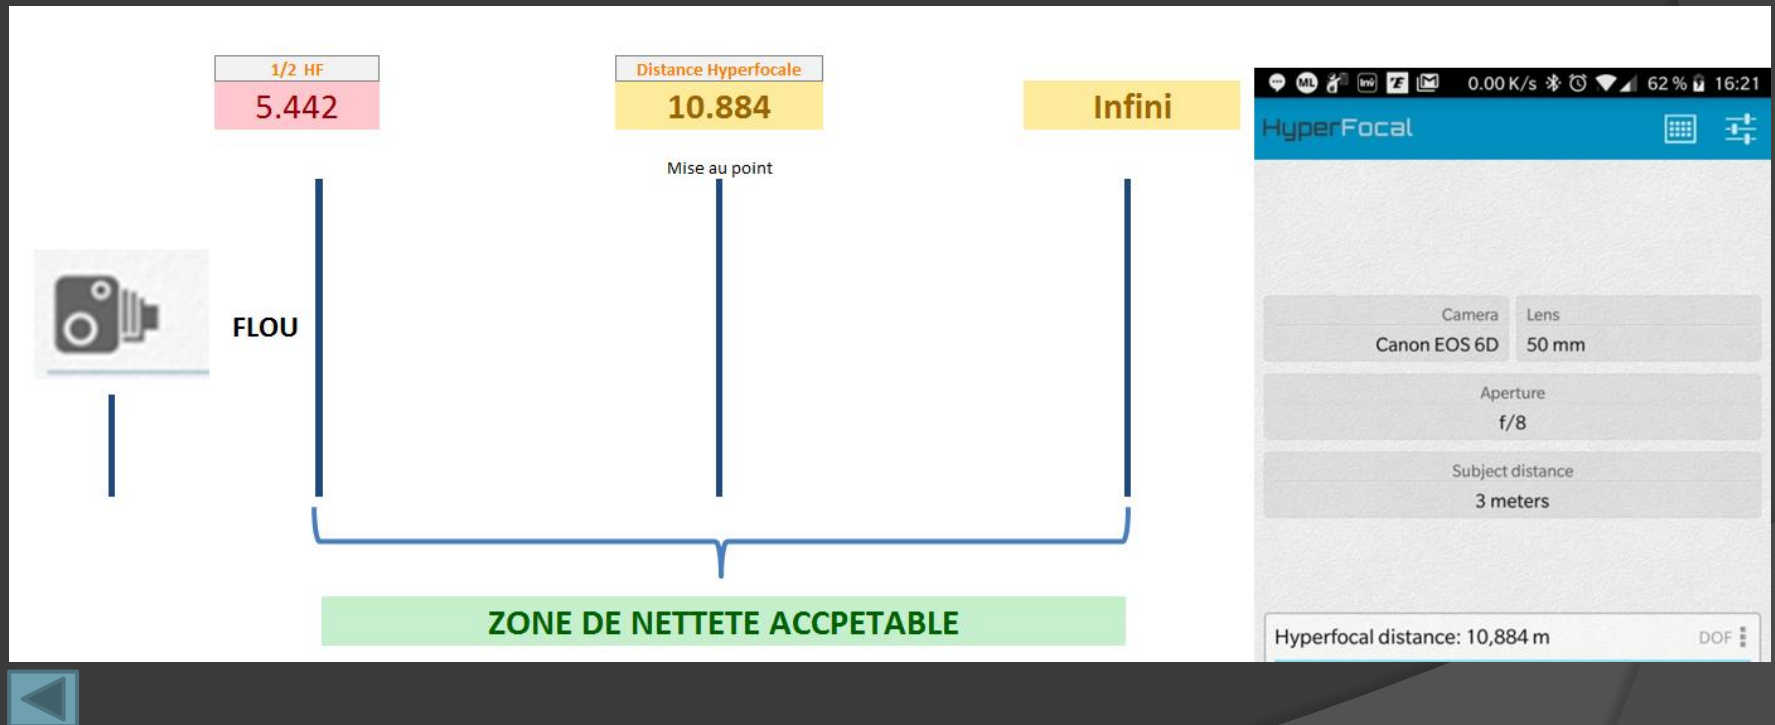 1/2 HF
5.442
Distance Hyperfocale
10.884
Infini
Mise au point
FLOU
ZONE DE NETTETE ACCPETABLE
ML
0.00 K/s
62 %
16:21
HyperFocal
Camera
Canon EOS 6D
Lens
50 mm
Aperture
f/8
Subject distance
3 meters
Hyperfocal distance: 10,884 m
DOF